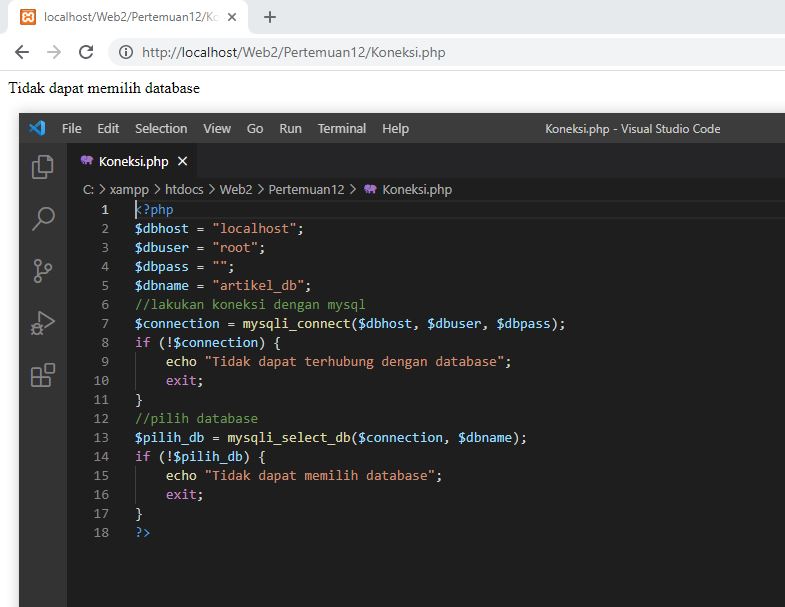 localhost/Web2/Pertemuan12/Ko
http://localhost/Web2/Pertemuan12/Koneksi.php
Tidak dapat memilih database
File Edit Selection View Go Run Terminal Help Koneksi.php - Visual Studio Code
Koneksi.php
C: > xampp > htdocs > Web2 > Pertemuan12 > Koneksi.php
1 <?php
2 $dbhost = "localhost";
3 $dbuser = "root";
4 $dbpass = "";
5 $dbname = "artikel_db";
6 //lakukan koneksi dengan mysql
7 $connection = mysqli_connect($dbhost, $dbuser, $dbpass);
8 if (!$connection) {
9 echo "Tidak dapat terhubung dengan database";
10 exit;
11 }
12 //pilih database
13 $pilih_db = mysqli_select_db($connection, $dbname);
14 if (!$pilih_db) {
15 echo "Tidak dapat memilih database";
16 exit;
17 }
18 ?>